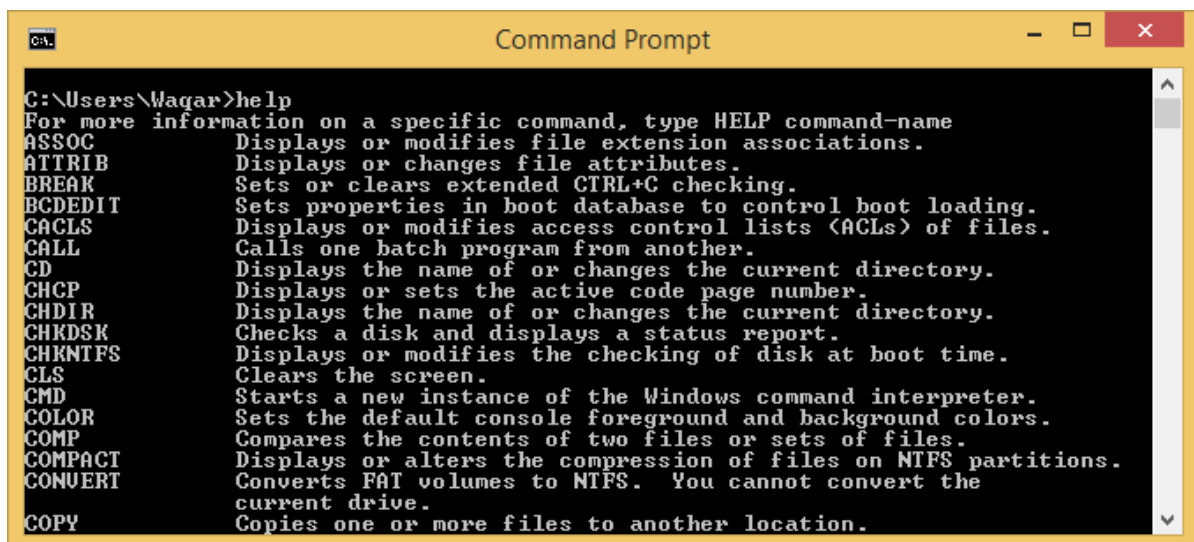 C:\.
Command Prompt
C:\Users\Waqar>help
For more information on a specific command, type HELP command-name
ASSOC          Displays or modifies file extension associations.
ATTRIB         Displays or changes file attributes.
BREAK          Sets or clears extended CTRL+C checking.
BCDEDIT        Sets properties in boot database to control boot loading.
CACLS          Displays or modifies access control lists (ACLs) of files.
CALL           Calls one batch program from another.
CD             Displays the name of or changes the current directory.
CHCP           Displays or sets the active code page number.
CHDIR          Displays the name of or changes the current directory.
CHKDSK         Checks a disk and displays a status report.
CHKNTFS        Displays or modifies the checking of disk at boot time.
CLS            Clears the screen.
CMD            Starts a new instance of the Windows command interpreter.
COLOR          Sets the default console foreground and background colors.
COMP           Compares the contents of two files or sets of files.
COMPACT        Displays or alters the compression of files on NTFS partitions.
CONVERT        Converts FAT volumes to NTFS.  You cannot convert the
               current drive.
COPY           Copies one or more files to another location.